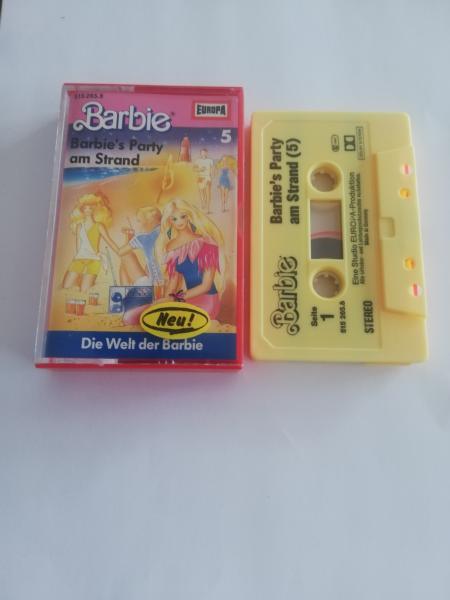 515 265.8
Barbie
EUROPA
5
Barbie's Party
am Strand
Neu!
Die Welt der Barbie
Barbie's Party
am Strand (5)
Eine Studio EUROPA-Produktion
Made in Germany
Barbie
Seite
1
515 265.8
STEREO